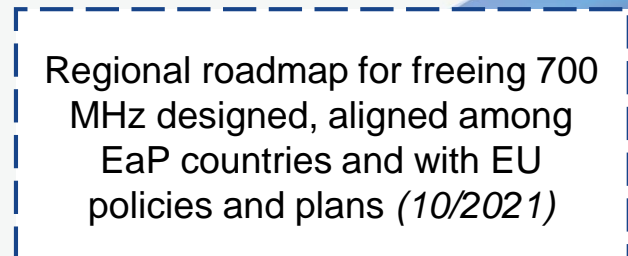 Regional roadmap for freeing 700
MHz designed, aligned among
EaP countries and with EU
policies and plans (10/2021)